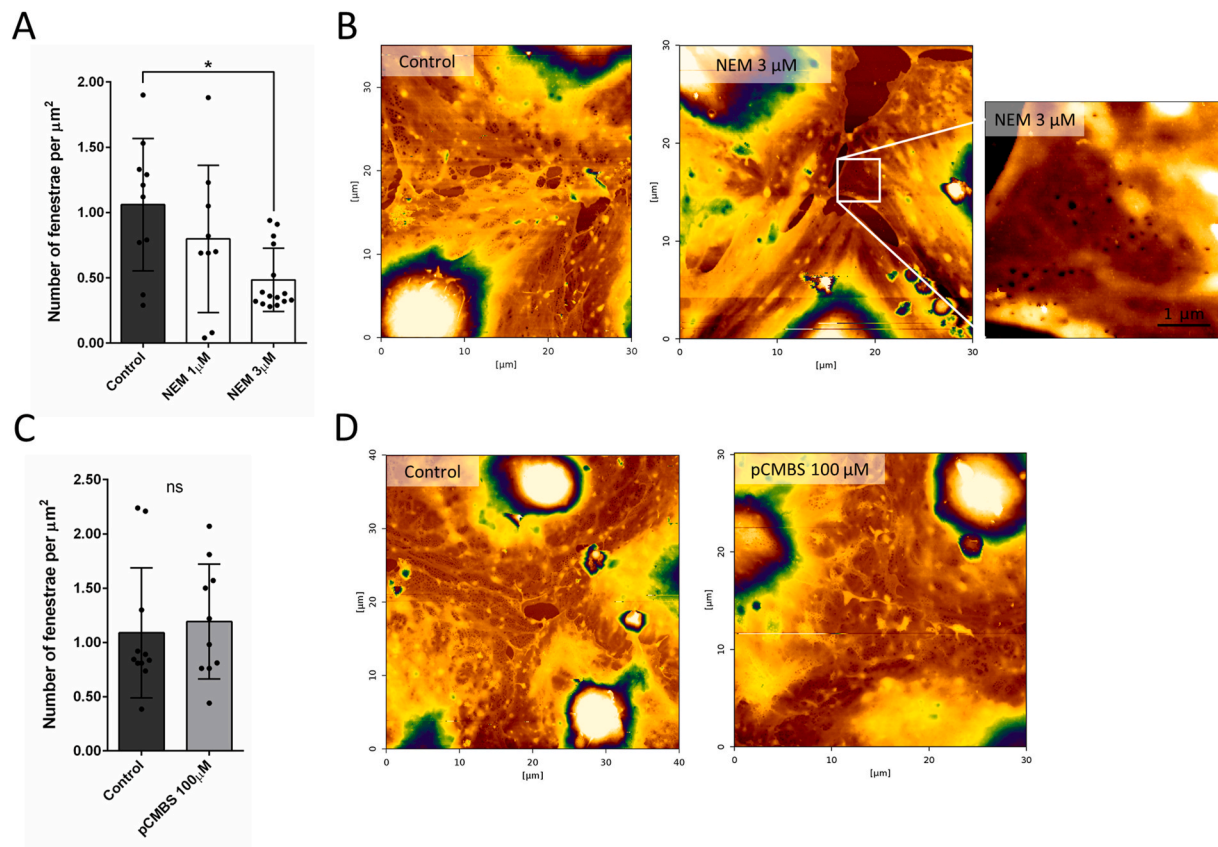 A
Number of fenestrae per μm²
2.00
1.50
1.00
0.50
0.00
*
Control
NEM 1μM
NEM 3μM
B
Control
[μm]
30
20
10
0
0
10
20
30
[μm]
NEM 3 μM
[μm]
30
20
10
0
0
10
20
30
[μm]
NEM 3 μM
1 μm
C
Number of fenestrae per μm²
2.50
2.00
1.50
1.00
0.50
0.00
ns
Control
pCMBS 100μM
D
Control
[μm]
40
30
20
10
0
0
10
20
30
40
[μm]
pCMBS 100 μM
[μm]
30
20
10
0
0
10
20
30
[μm]